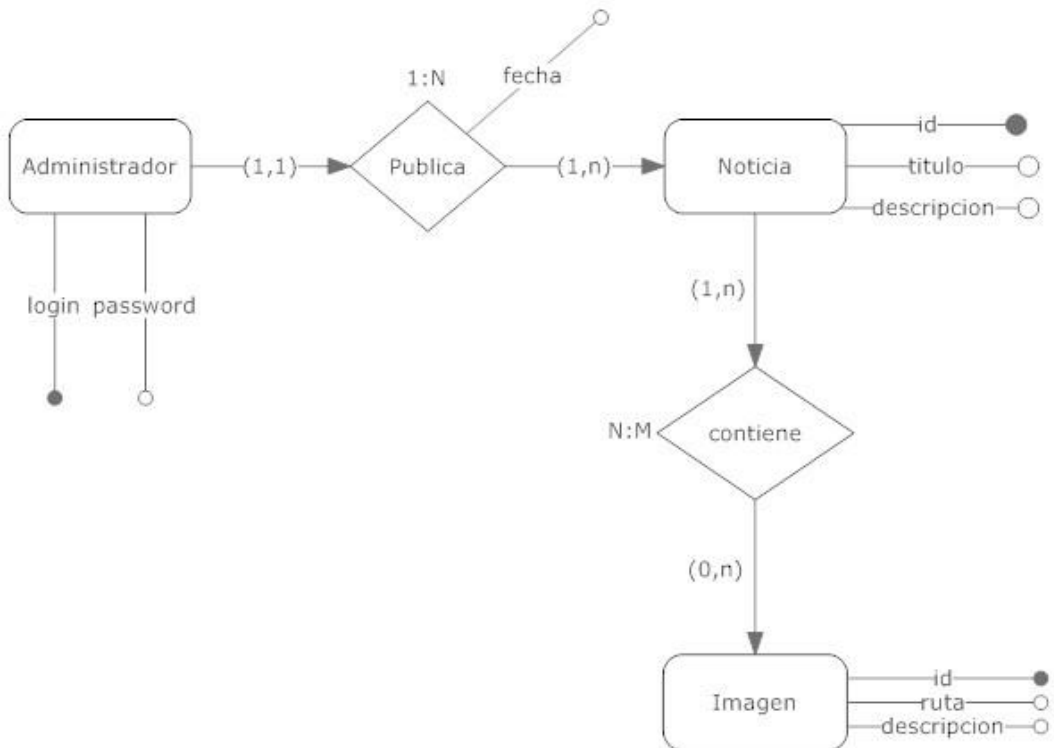 1:N
fecha
Administrador
(1,1)
Publica
(1,n)
Noticia
id
titulo
descripcion
login
password
(1,n)
N:M
contiene
(0,n)
Imagen
id
ruta
descripcion